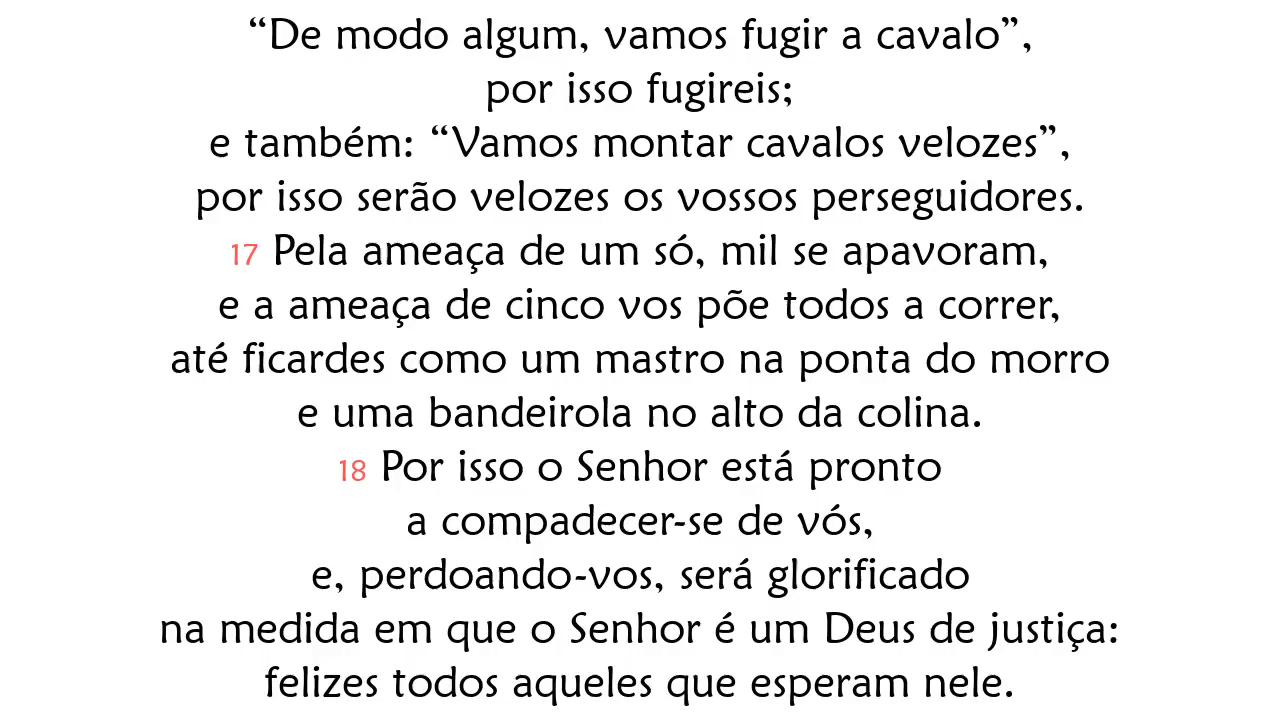 “De modo algum, vamos fugir a cavalo”,
por isso fugireis;
e também: “Vamos montar cavalos velozes”,
por isso serão velozes os vossos perseguidores.
17 Pela ameaça de um só, mil se apavoram,
e a ameaça de cinco vos põe todos a correr,
até ficardes como um mastro na ponta do morro
e uma bandeirola no alto da colina.
18 Por isso o Senhor está pronto
a compadecer-se de vós,
e, perdoando-vos, será glorificado
na medida em que o Senhor é um Deus de justiça:
felizes todos aqueles que esperam nele.